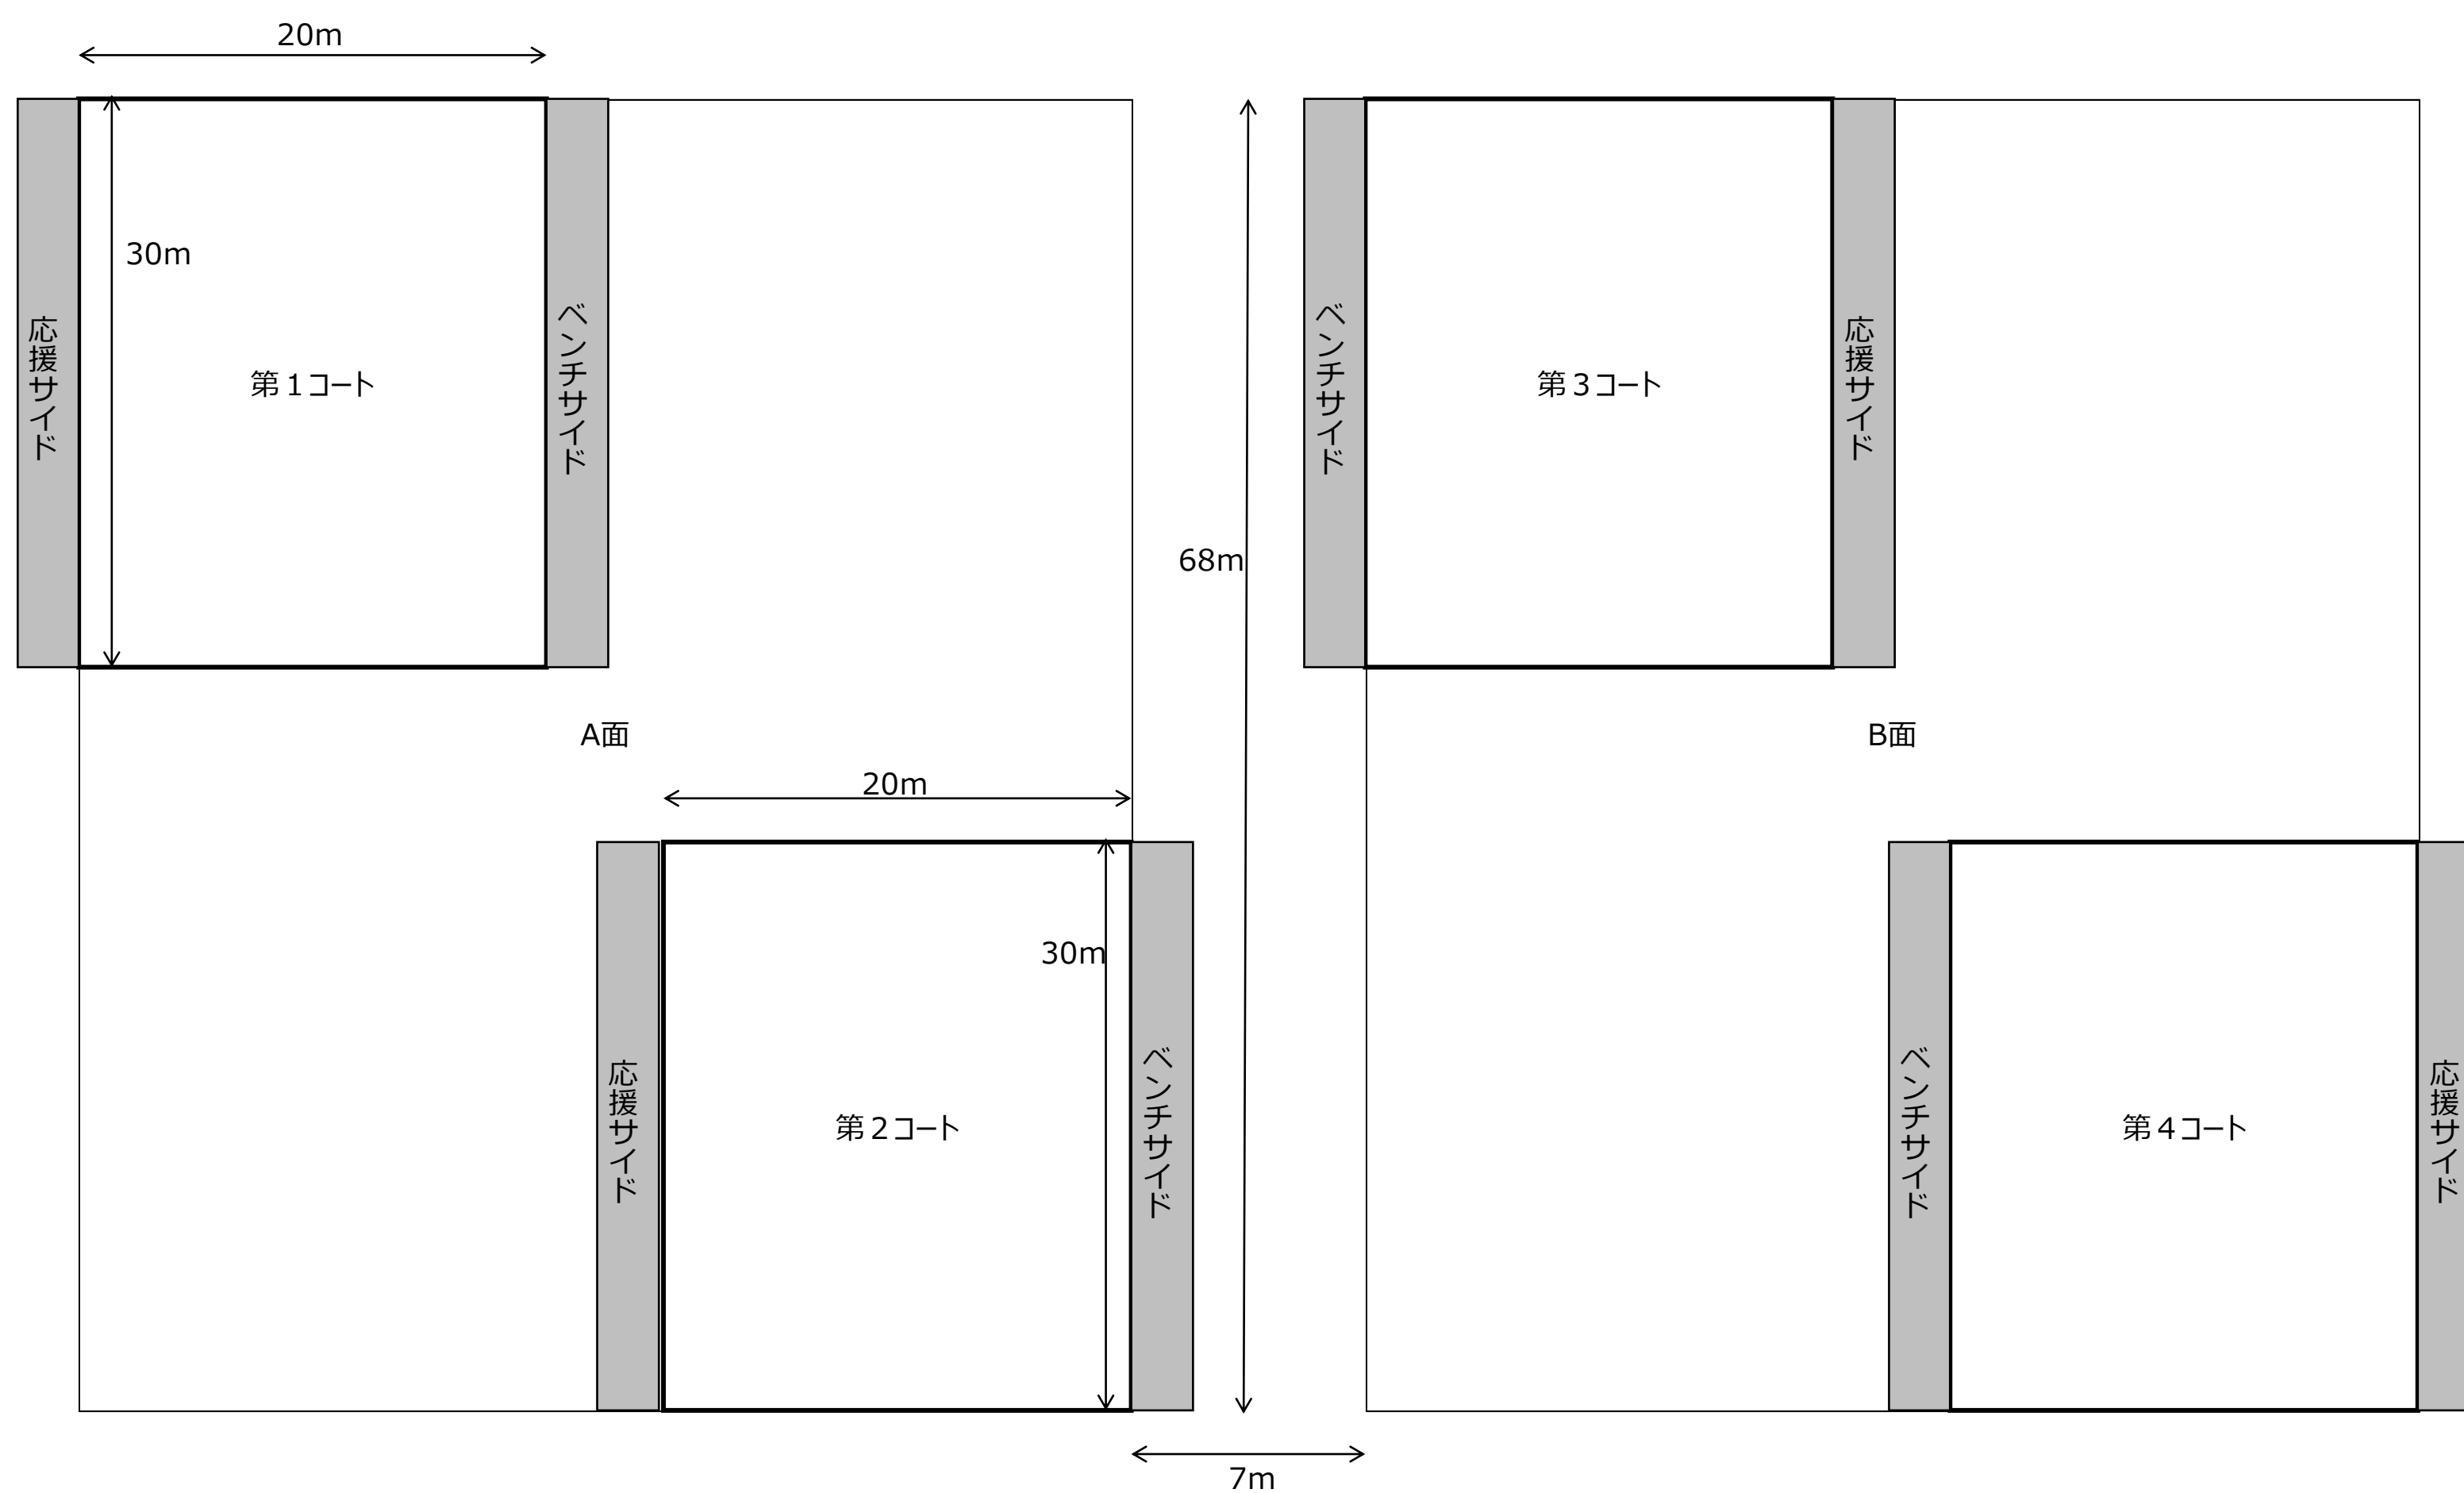 20m
30m
応援サイド
第１コート
ベンチサイド
ベンチサイド
第３コート
応援サイド
68m
A面
B面
20m
30m
応援サイド
第２コート
ベンチサイド
ベンチサイド
第４コート
応援サイド
7m